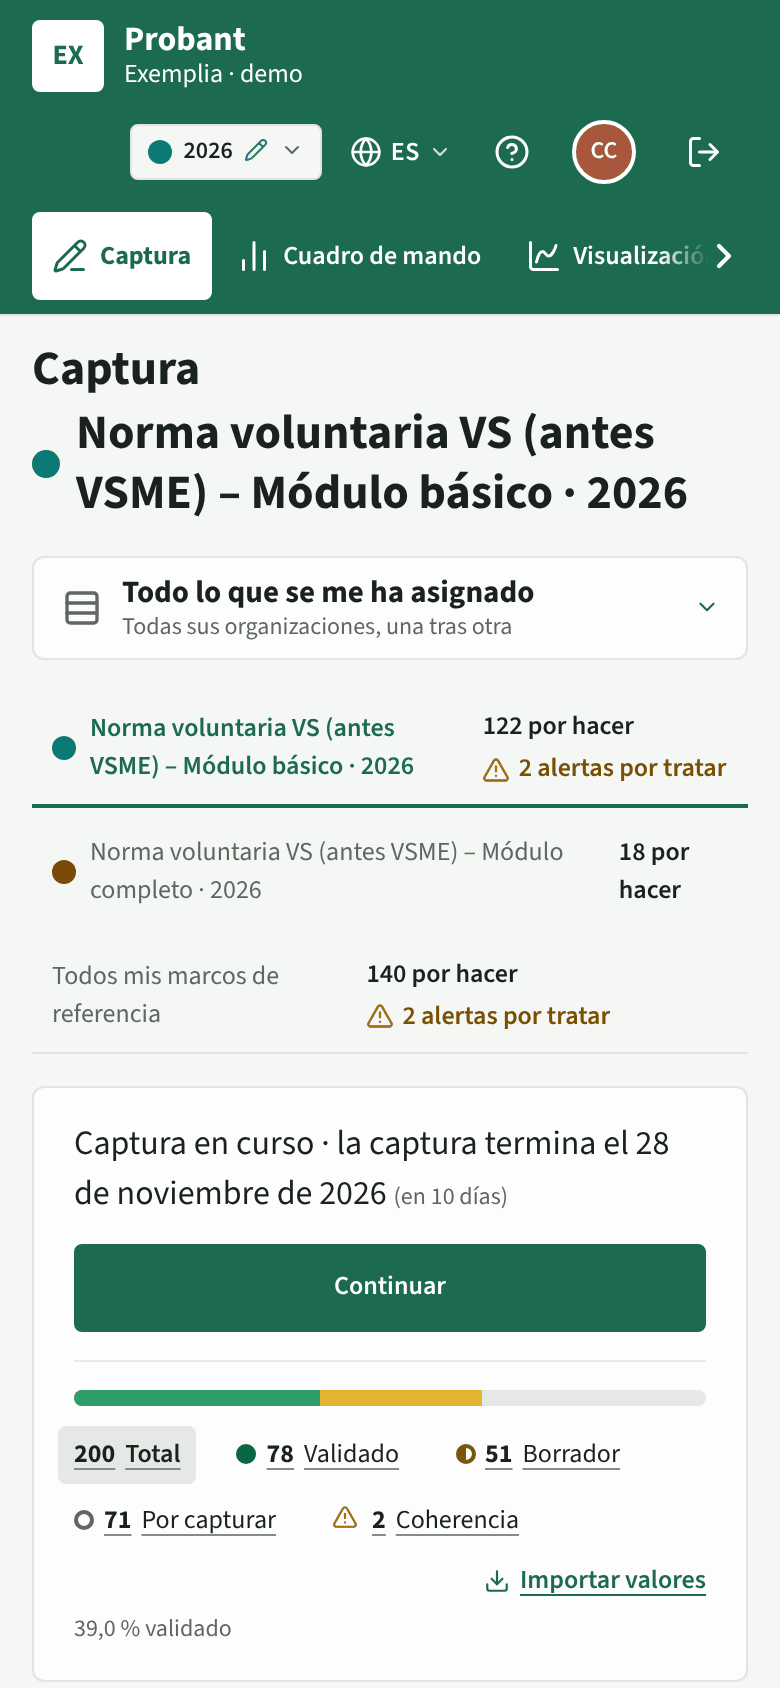 EX
Probant
Exemplia · demo
2026
ES
CC
Captura
Cuadro de mando
Visualizació
Captura
Norma voluntaria VS (antes
VSME) – Módulo básico · 2026
Todo lo que se me ha asignado
Todas sus organizaciones, una tras otra
Norma voluntaria VS (antes
VSME) – Módulo básico · 2026
122 por hacer
2 alertas por tratar
Norma voluntaria VS (antes VSME) – Módulo
completo · 2026
18 por
hacer
Todos mis marcos de
referencia
140 por hacer
2 alertas por tratar
Captura en curso · la captura termina el 28
de noviembre de 2026 (en 10 días)
Continuar
200 Total
78 Validado
51 Borrador
71 Por capturar
2 Coherencia
Importar valores
39,0 % validado